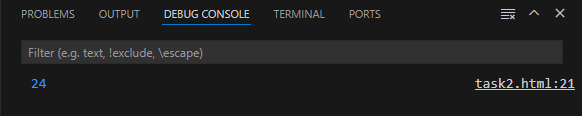 PROBLEMS OUTPUT DEBUG CONSOLE TERMINAL PORTS
Filter (e.g. text, !exclude, \escape)
24 task2.html:21